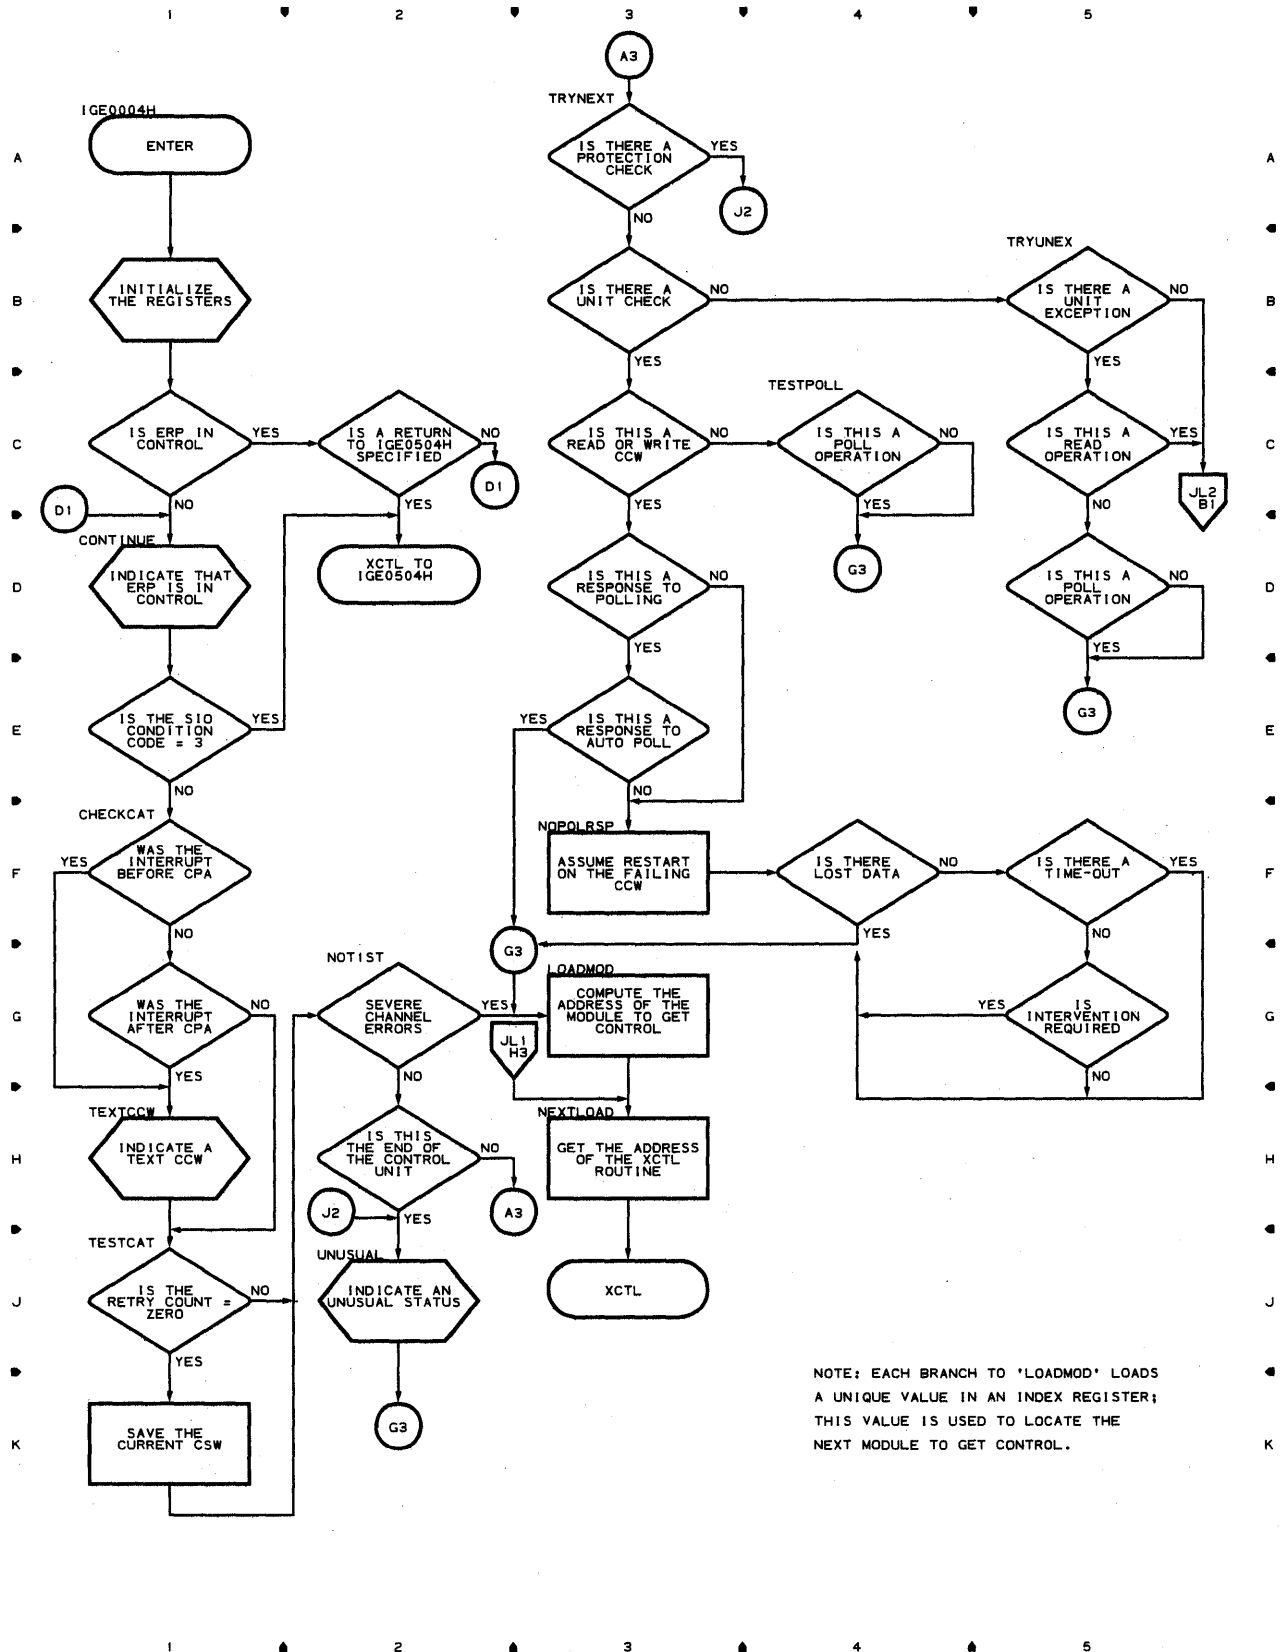 1
2
3
4
5
A3
TRYNEXT
IGE0004H
ENTER
A
IS THERE A
PROTECTION
CHECK
YES
A
J2
NO
TRYUNEX
INITIALIZE
THE REGISTERS
B
IS THERE A
UNIT CHECK
NO
IS THERE A
UNIT
EXCEPTION
NO
B
YES
YES
TESTPOLL
C
IS ERP IN
CONTROL
YES
IS A RETURN
TO IGE0504H
SPECIFIED
NO
IS THIS A
READ OR WRITE
CCW
NO
IS THIS A
POLL
OPERATION
NO
IS THIS A
READ
OPERATION
YES
C
D1
D1
NO
YES
YES
YES
NO
JL2
B1
CONTINUE
D
INDICATE THAT
ERP IS IN
CONTROL
XCTL TO
IGE0504H
IS THIS A
RESPONSE TO
POLLING
NO
G3
IS THIS A
POLL
OPERATION
NO
D
YES
YES
E
IS THE SIO
CONDITION
CODE = 3
YES
YES
IS THIS A
RESPONSE TO
AUTO POLL
G3
E
NO
NO
CHECKCAT
NOPOLRSP
F
YES
WAS THE
INTERRUPT
BEFORE CPA
ASSUME RESTART
ON THE FAILING
CCW
IS THERE
LOST DATA
NO
IS THERE A
TIME-OUT
YES
F
NO
YES
NO
G3
NOTIST
LOADMOD
G
WAS THE
INTERRUPT
AFTER CPA
NO
SEVERE
CHANNEL
ERRORS
YES
COMPUTE THE
ADDRESS OF THE
MODULE TO GET
CONTROL
YES
IS
INTERVENTION
REQUIRED
G
JL1
H3
YES
NO
NO
TEXTCCW
NEXTLOAD
H
INDICATE A
TEXT CCW
IS THIS
THE END OF
THE CONTROL
UNIT
NO
GET THE ADDRESS
OF THE XCTL
ROUTINE
H
J2
YES
A3
TESTCAT
UNUSUAL
J
IS THE
RETRY COUNT =
ZERO
NO
INDICATE AN
UNUSUAL STATUS
XCTL
J
YES
NOTE: EACH BRANCH TO 'LOADMOD' LOADS
A UNIQUE VALUE IN AN INDEX REGISTER;
THIS VALUE IS USED TO LOCATE THE
NEXT MODULE TO GET CONTROL.
K
SAVE THE
CURRENT CSW
G3
K
1
2
3
4
5